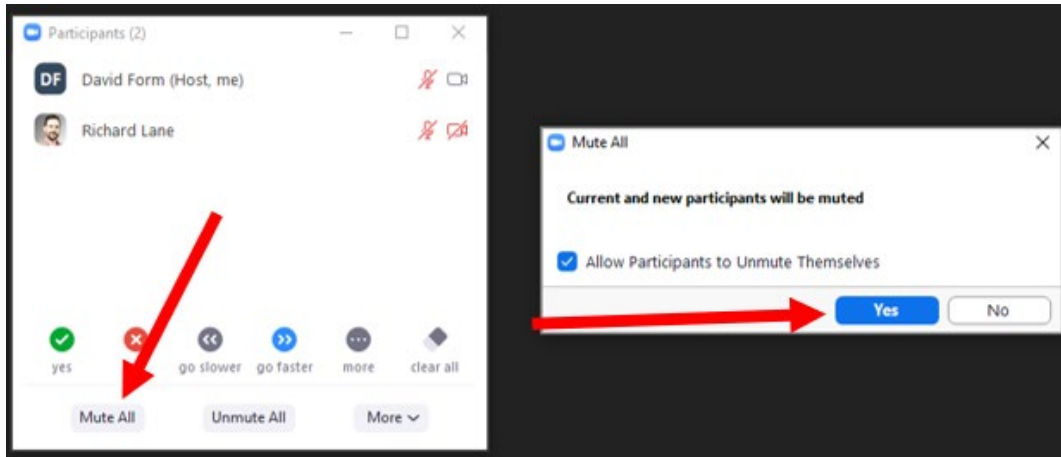 Participants (2)
DF David Form (Host, me)
Richard Lane
yes go slower go faster more clear all
Mute All Unmute All More
Mute All
Current and new participants will be muted
Allow Participants to Unmute Themselves
Yes No